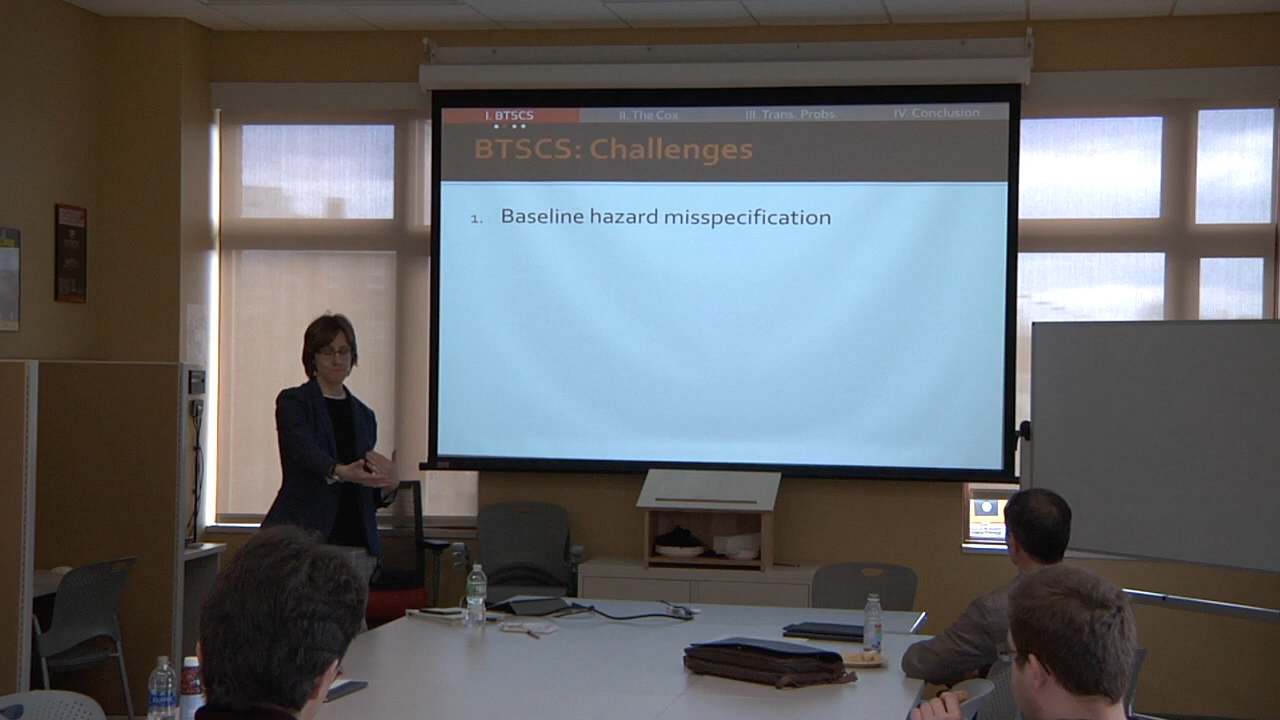 I. BTSCS
II. The Cox
III. Trans. Probs.
IV. Conclusion
BTSCS: Challenges
1. Baseline hazard misspecification